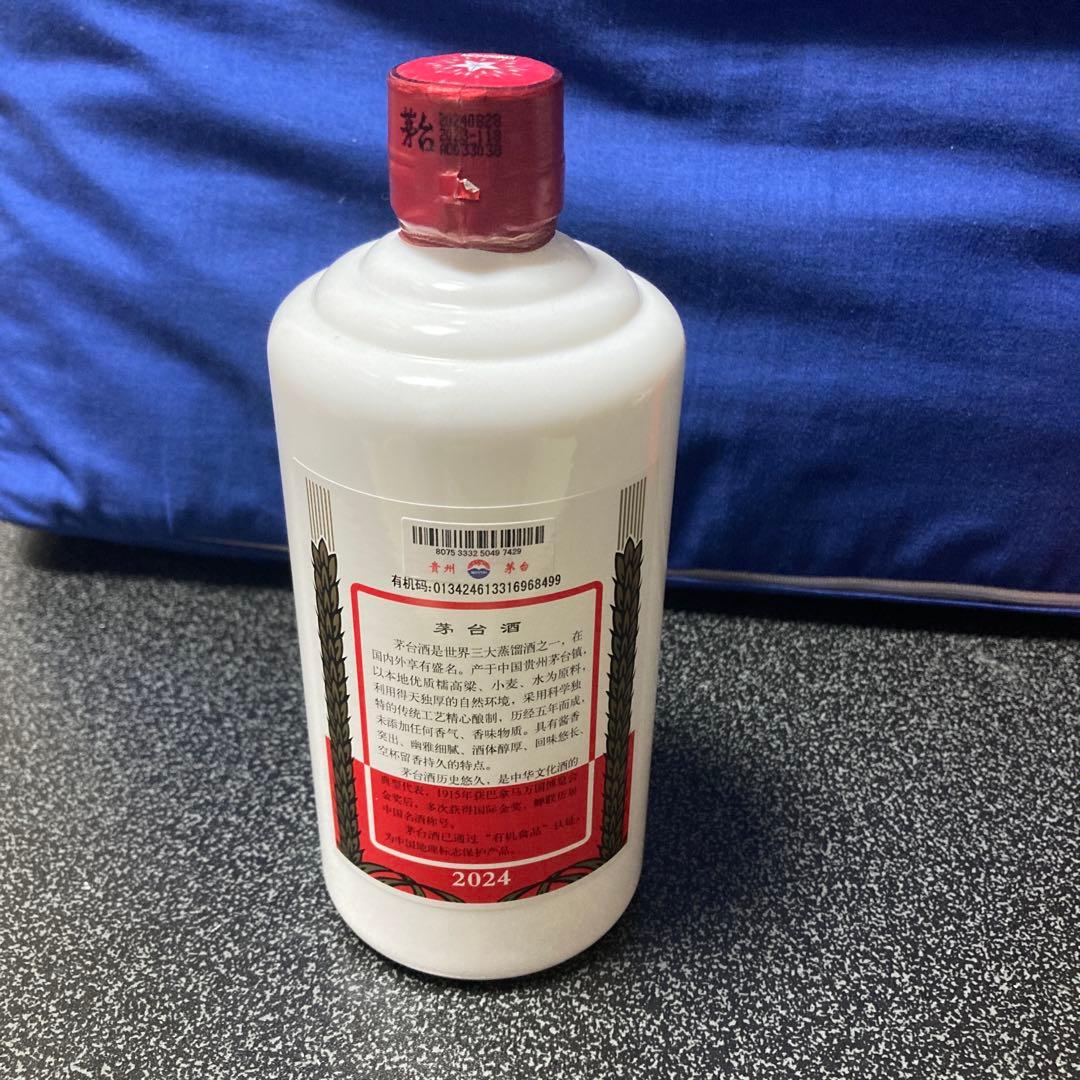 茅台
20240828
2023-118
8075 3332 5049 7429
贵州 茅台
有机码:013424613316968499
茅台酒
茅台酒是世界三大蒸馏酒之一，在
国内外享有盛名。产于中国贵州茅台镇，
以本地优质糯高粱、小麦、水为原料，
利用得天独厚的自然环境，采用科学独
特的传统工艺精心酿制，历经五年而成，
未添加任何香气、香味物质。具有酱香
突出、幽雅细腻、酒体醇厚、回味悠长、
空杯留香持久的特点。
茅台酒历史悠久，是中华文化酒的
典型代表，1915年获巴拿马万国博览会
金奖后，多次获得国际金奖，蝉联历届
中国名酒称号。
茅台酒已通过“有机食品”认证，
为中国地理标志保护产品。
2024